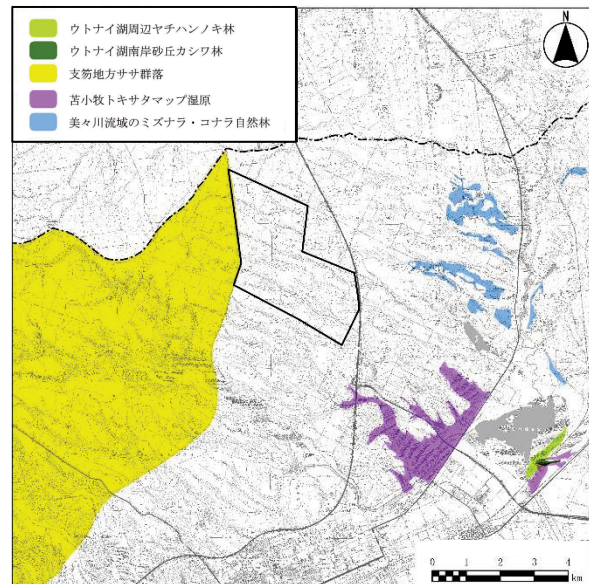 ウトナイ湖周辺ヤチハンノキ林
ウトナイ湖南岸砂丘カシワ林
支笏地方ササ群落
苫小牧トキサタマップ湿原
美々川流域のミズナラ・コナラ自然林
N
0 1 2 3 4
km